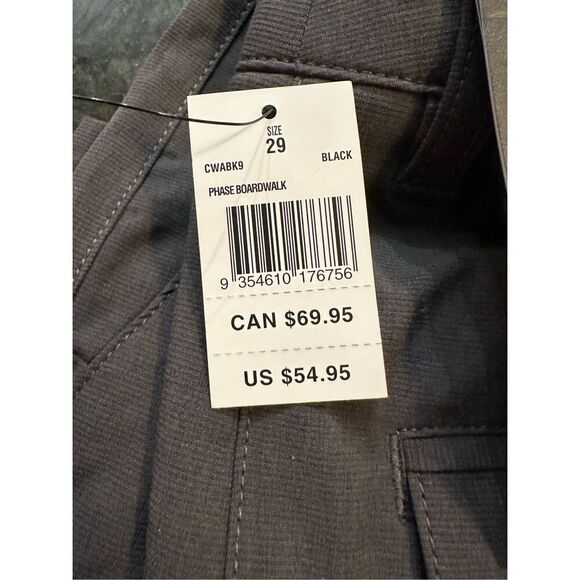 SIZE
29
CWABK9 BLACK
PHASE BOARDWALK
9 354610 176756
CAN $69.95
US $54.95